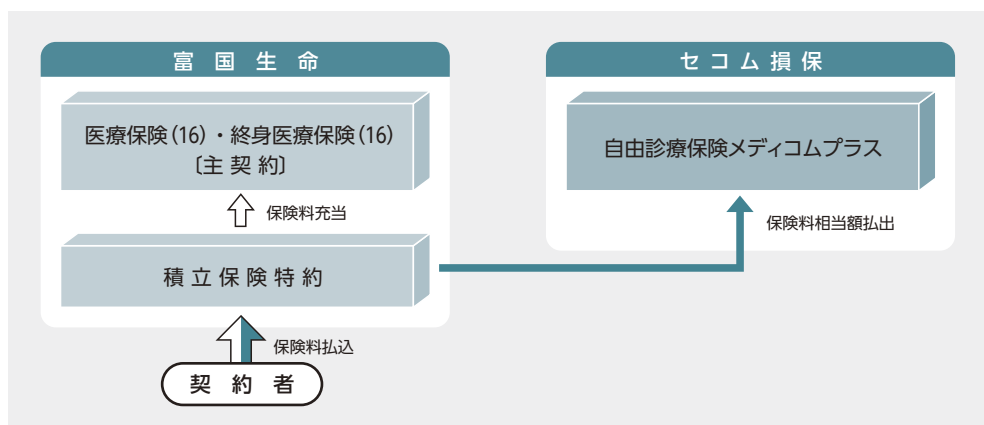 富国生命
医療保険(16)・終身医療保険(16)
〔主契約〕
保険料充当
積立保険特約
保険料払込
契約者
セコム損保
自由診療保険メディコムプラス
保険料相当額払出